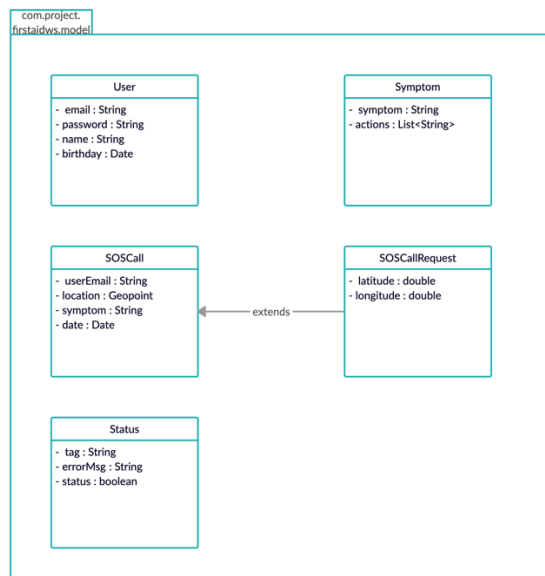 com.project.
firstaidws.model
User
- email : String
- password : String
- name : String
- birthday : Date
Symptom
- symptom : String
- actions : List<String>
SOSCall
- userEmail : String
- location : Geopoint
- symptom : String
- date : Date
extends
SOSCallRequest
- latitude : double
- longitude : double
Status
- tag : String
- errorMsg : String
- status : boolean